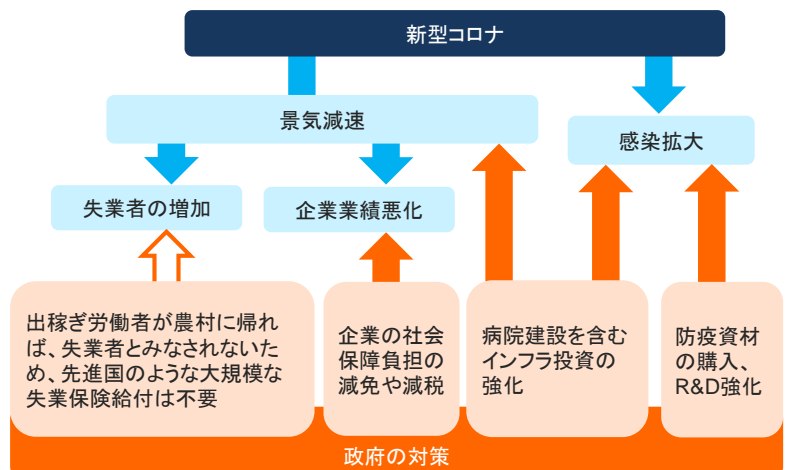 新型コロナ
景気減速
感染拡大
失業者の増加
企業業績悪化
出稼ぎ労働者が農村に帰れ
ば、失業者とみなされないた
め、先進国のような大規模な
失業保険給付は不要
企業の社会
保障負担の
減免や減税
病院建設を含む
インフラ投資の
強化
防疫資材
の購入、
R&D強化
政府の対策